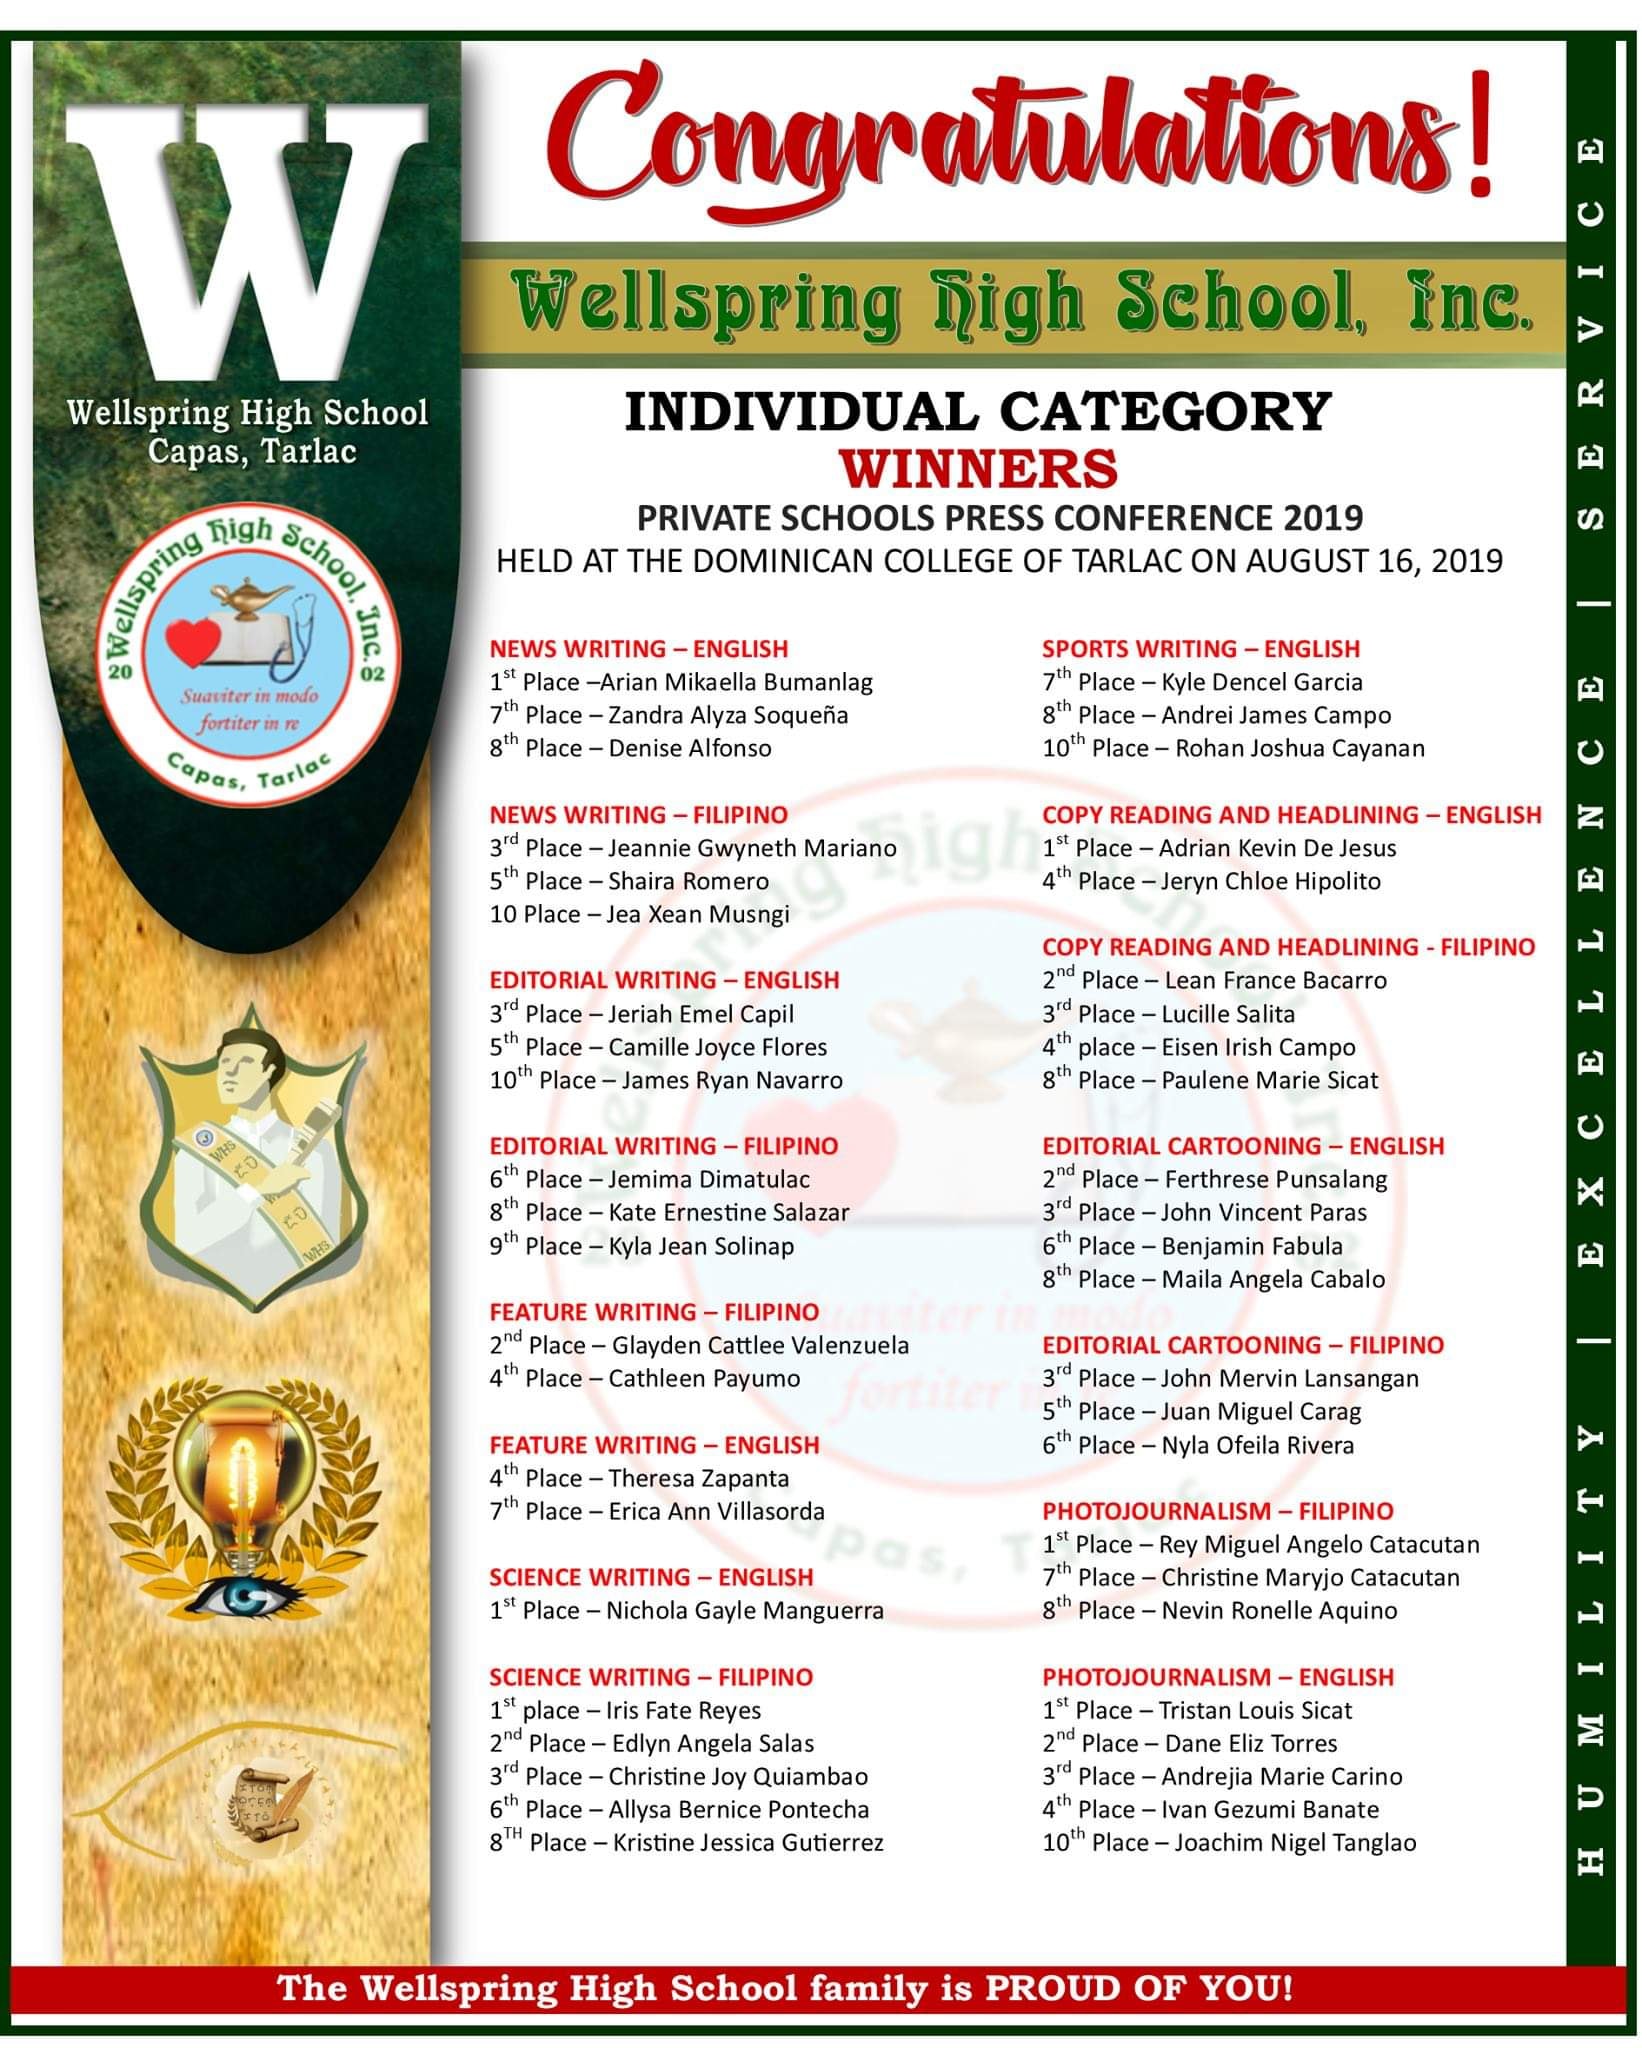 Congratulations!
Wellspring High School, Inc.
W
Wellspring High School
Capas, Tarlac
Wellspring High School, Inc.
20 02
Suaviter in modo
fortiter in re
Capas, Tarlac
INDIVIDUAL CATEGORY
WINNERS
PRIVATE SCHOOLS PRESS CONFERENCE 2019
HELD AT THE DOMINICAN COLLEGE OF TARLAC ON AUGUST 16, 2019
NEWS WRITING – ENGLISH
1st Place –Arian Mikaella Bumanlag
7th Place – Zandra Alyza Soqueña
8th Place – Denise Alfonso
NEWS WRITING – FILIPINO
3rd Place – Jeannie Gwyneth Mariano
5th Place – Shaira Romero
10 Place – Jea Xean Musngi
EDITORIAL WRITING – ENGLISH
3rd Place – Jeriah Emel Capil
5th Place – Camille Joyce Flores
10th Place – James Ryan Navarro
EDITORIAL WRITING – FILIPINO
6th Place – Jemima Dimatulac
8th Place – Kate Ernestine Salazar
9th Place – Kyla Jean Solinap
FEATURE WRITING – FILIPINO
2nd Place – Glayden Cattlee Valenzuela
4th Place – Cathleen Payumo
FEATURE WRITING – ENGLISH
4th Place – Theresa Zapanta
7th Place – Erica Ann Villasorda
SCIENCE WRITING – ENGLISH
1st Place – Nichola Gayle Manguerra
SCIENCE WRITING – FILIPINO
1st place – Iris Fate Reyes
2nd Place – Edlyn Angela Salas
3rd Place – Christine Joy Quiambao
6th Place – Allysa Bernice Pontecha
8TH Place – Kristine Jessica Gutierrez
SPORTS WRITING – ENGLISH
7th Place – Kyle Dencel Garcia
8th Place – Andrei James Campo
10th Place – Rohan Joshua Cayanan
COPY READING AND HEADLINING – ENGLISH
1st Place – Adrian Kevin De Jesus
4th Place – Jeryn Chloe Hipolito
COPY READING AND HEADLINING - FILIPINO
2nd Place – Lean France Bacarro
3rd Place – Lucille Salita
4th place – Eisen Irish Campo
8th Place – Paulene Marie Sicat
EDITORIAL CARTOONING – ENGLISH
2nd Place – Ferthrese Punsalang
3rd Place – John Vincent Paras
6th Place – Benjamin Fabula
8th Place – Maila Angela Cabalo
EDITORIAL CARTOONING – FILIPINO
3rd Place – John Mervin Lansangan
5th Place – Juan Miguel Carag
6th Place – Nyla Ofeila Rivera
PHOTOJOURNALISM – FILIPINO
1st Place – Rey Miguel Angelo Catacutan
7th Place – Christine Maryjo Catacutan
8th Place – Nevin Ronelle Aquino
PHOTOJOURNALISM – ENGLISH
1st Place – Tristan Louis Sicat
2nd Place – Dane Eliz Torres
3rd Place – Andrejia Marie Carino
4th Place – Ivan Gezumi Banate
10th Place – Joachim Nigel Tanglao
HUMILITY | EXCELLENCE | SERVICE
WHS
WHS
The Wellspring High School family is PROUD OF YOU!